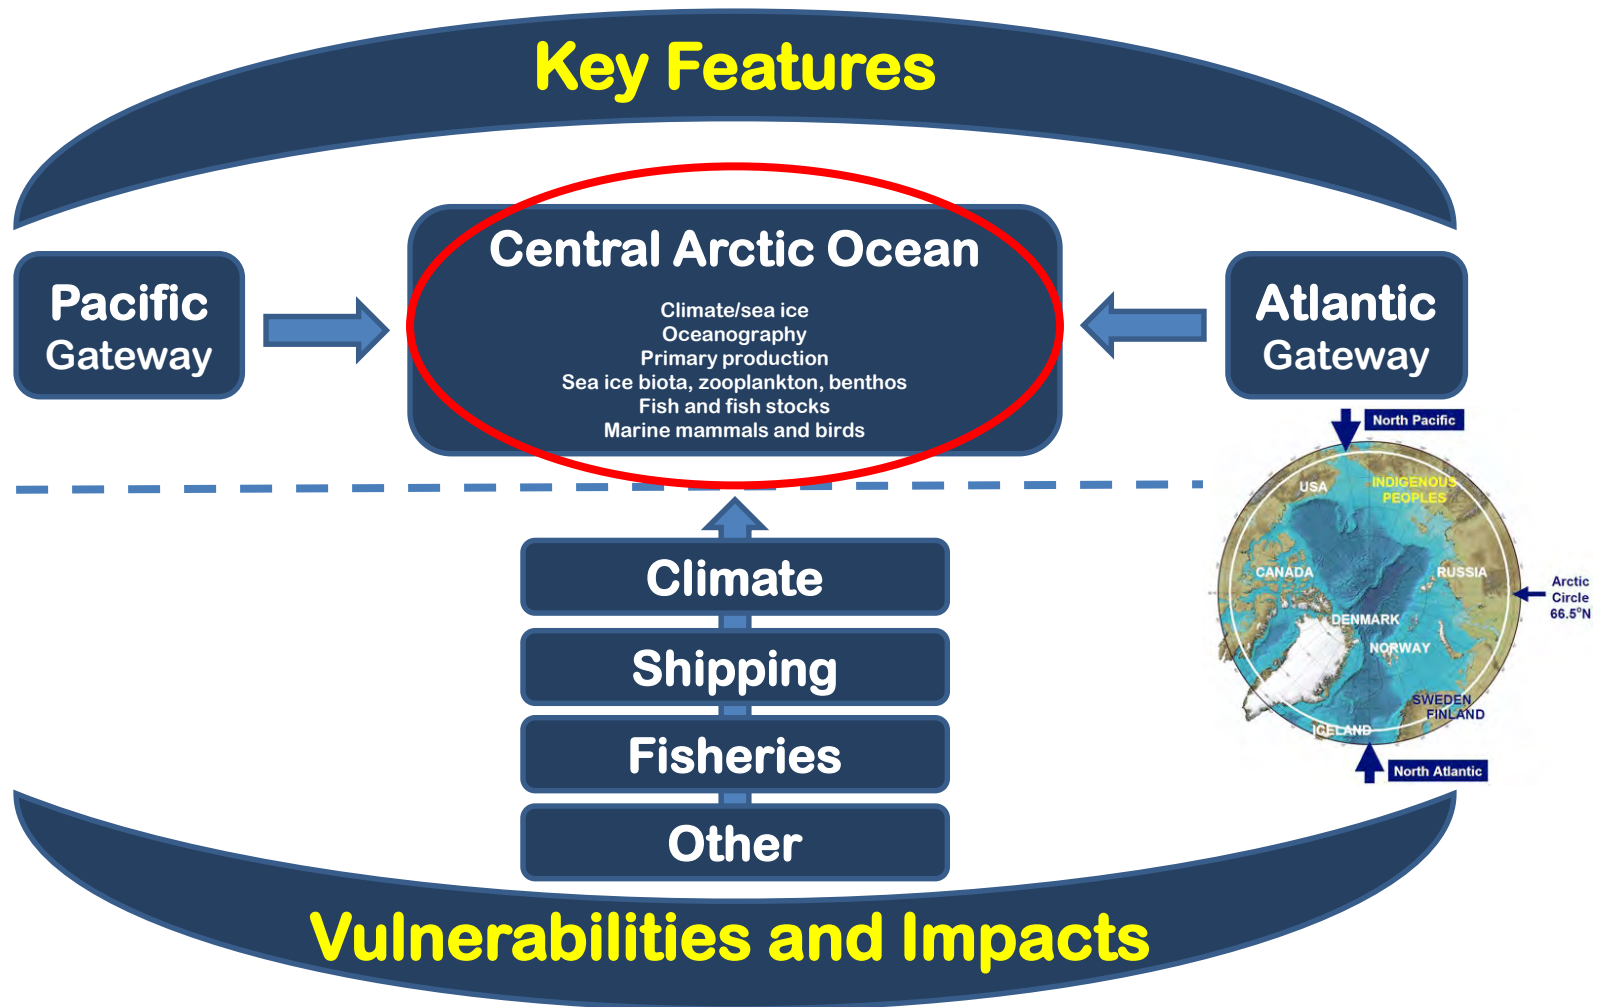 Key Features
Central Arctic Ocean
Climate/sea ice
Oceanography
Primary production
Sea ice biota, zooplankton, benthos
Fish and fish stocks
Marine mammals and birds
Pacific
Gateway
Atlantic
Gateway
North Pacific
USA
INDIGENOUS
PEOPLES
CANADA
RUSSIA
Arctic
Circle
66.5°N
DENMARK
NORWAY
SWEDEN
FINLAND
ICELAND
North Atlantic
Climate
Shipping
Fisheries
Other
Vulnerabilities and Impacts